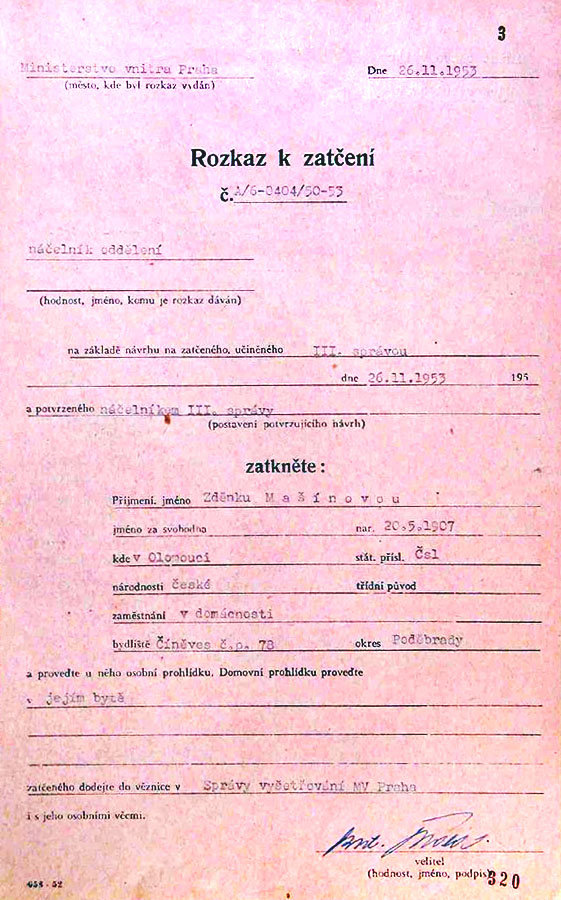 3
Ministerstvo vnitra Praha
Dne 26.11.1953
(město, kde byl rozkaz vydán)
Rozkaz k zatčení
č. A/6-0404/50-53
náčelník oddělení
(hodnost, jméno, komu je rozkaz dáván)
na základě návrhu na zatčeného, učiněného III. správou
dne 26.11.1953 195
a potvrzeného náčelníkem III. správy
(postavení potvrzujícího návrh)
zatkněte:
Příjmení, jméno Zděnku Mašínovou
jméno za svobodna nar. 20.5.1907
kde v Olomouci stát. přísl. Čsl
národnosti české třídní původ
zaměstnání v domácnosti
bydliště Číněves č.p. 78 okres Poděbrady
a proveďte u něho osobní prohlídku. Domovní prohlídku proveďte
v jejím bytě
zatčeného dodejte do věznice v Správy vyšetřování MV Praha
i s jeho osobními věcmi.
velitel
(hodnost, jméno, podpis)
320
658 - 52